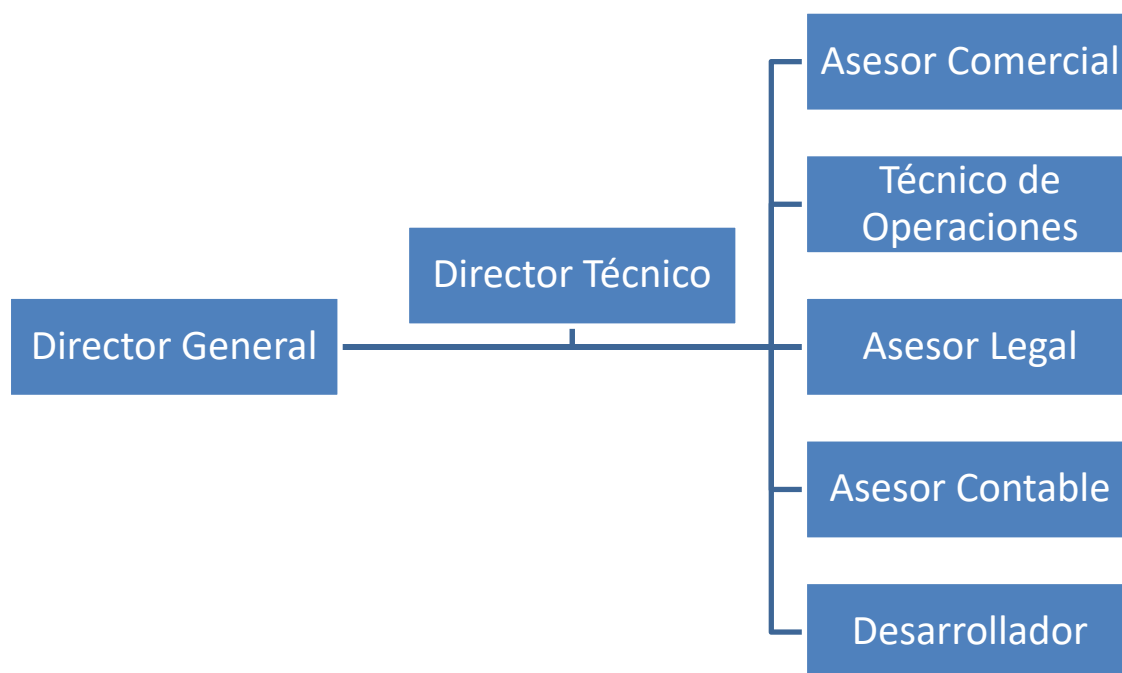 Asesor Comercial
Técnico de
Operaciones
Director Técnico
Director General
Asesor Legal
Asesor Contable
Desarrollador